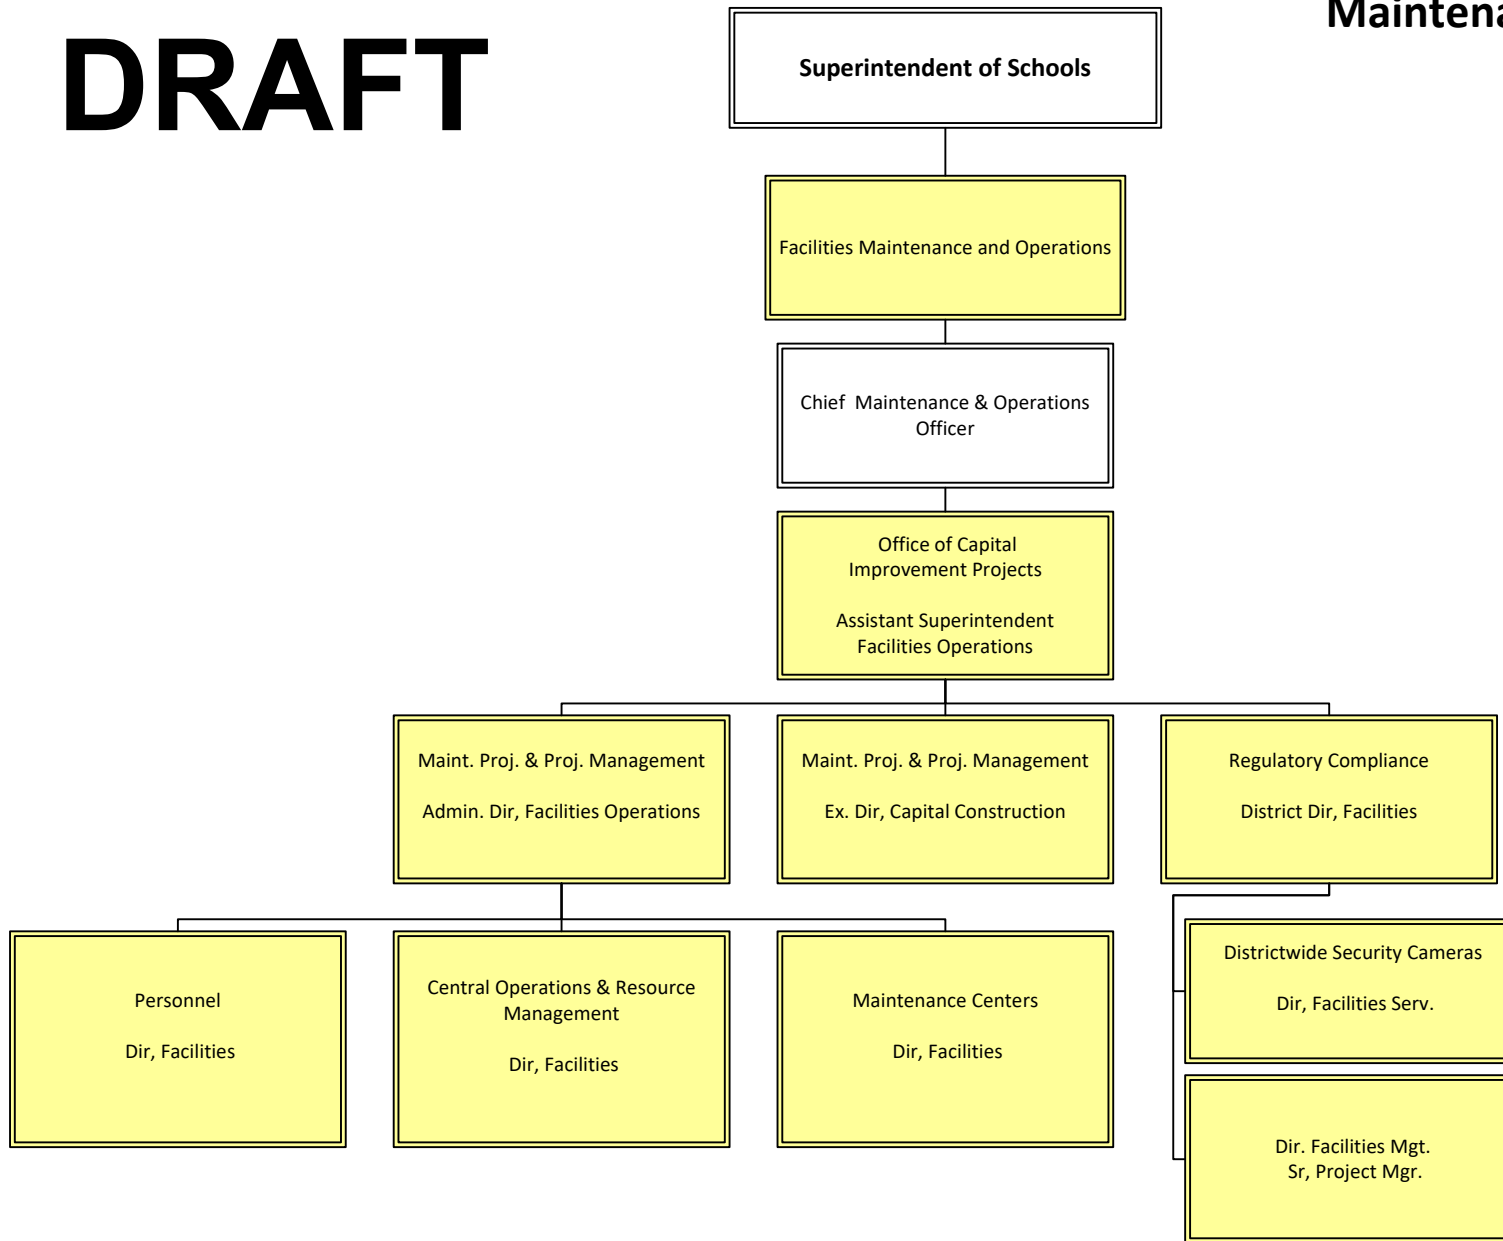 DRAFT
Superintendent of Schools
Facilities Maintenance and Operations
Chief Maintenance & Operations
Officer
Office of Capital
Improvement Projects
Assistant Superintendent
Facilities Operations
Maint. Proj. & Proj. Management
Admin. Dir, Facilities Operations
Maint. Proj. & Proj. Management
Ex. Dir, Capital Construction
Regulatory Compliance
District Dir, Facilities
Personnel
Dir, Facilities
Central Operations & Resource
Management
Dir, Facilities
Maintenance Centers
Dir, Facilities
Districtwide Security Cameras
Dir, Facilities Serv.
Dir. Facilities Mgt.
Sr, Project Mgr.